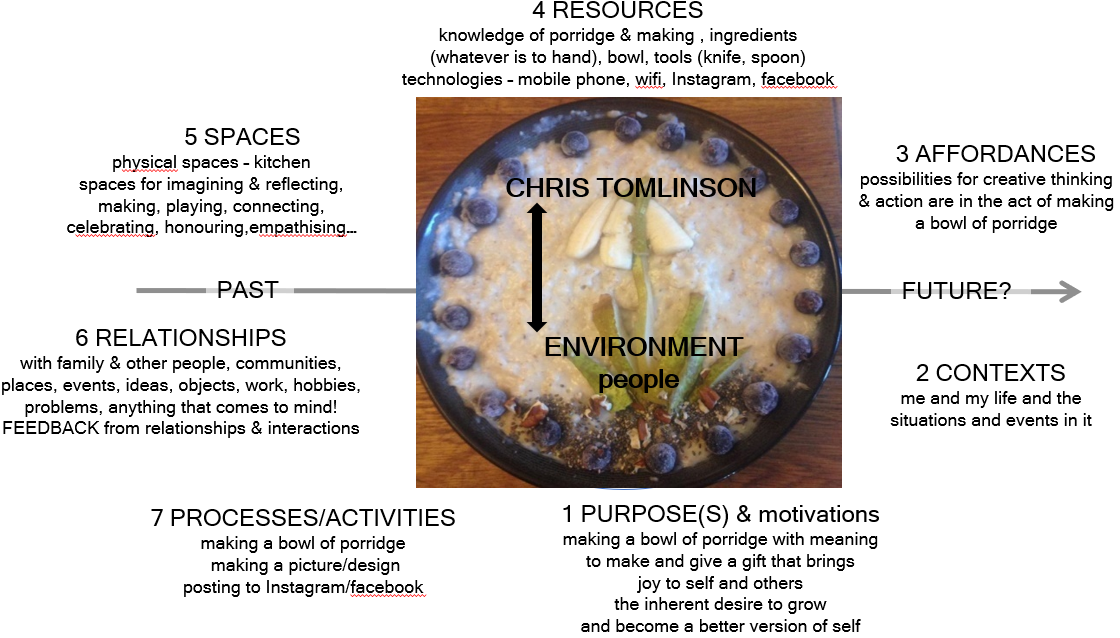 4 RESOURCES
knowledge of porridge & making , ingredients
(whatever is to hand), bowl, tools (knife, spoon)
technologies - mobile phone, wifi, Instagram, facebook
5 SPACES
physical spaces - kitchen
spaces for imagining & reflecting,
making, playing, connecting,
celebrating, honouring,empathising...
3 AFFORDANCES
possibilities for creative thinking
& action are in the act of making
a bowl of porridge
CHRIS TOMLINSON
PAST
FUTURE?
ENVIRONMENT
people
6 RELATIONSHIPS
with family & other people, communities,
places, events, ideas, objects, work, hobbies,
problems, anything that comes to mind!
FEEDBACK from relationships & interactions
2 CONTEXTS
me and my life and the
situations and events in it
7 PROCESSES/ACTIVITIES
making a bowl of porridge
making a picture/design
posting to Instagram/facebook
1 PURPOSE(S) & motivations
making a bowl of porridge with meaning
to make and give a gift that brings
joy to self and others
the inherent desire to grow
and become a better version of self